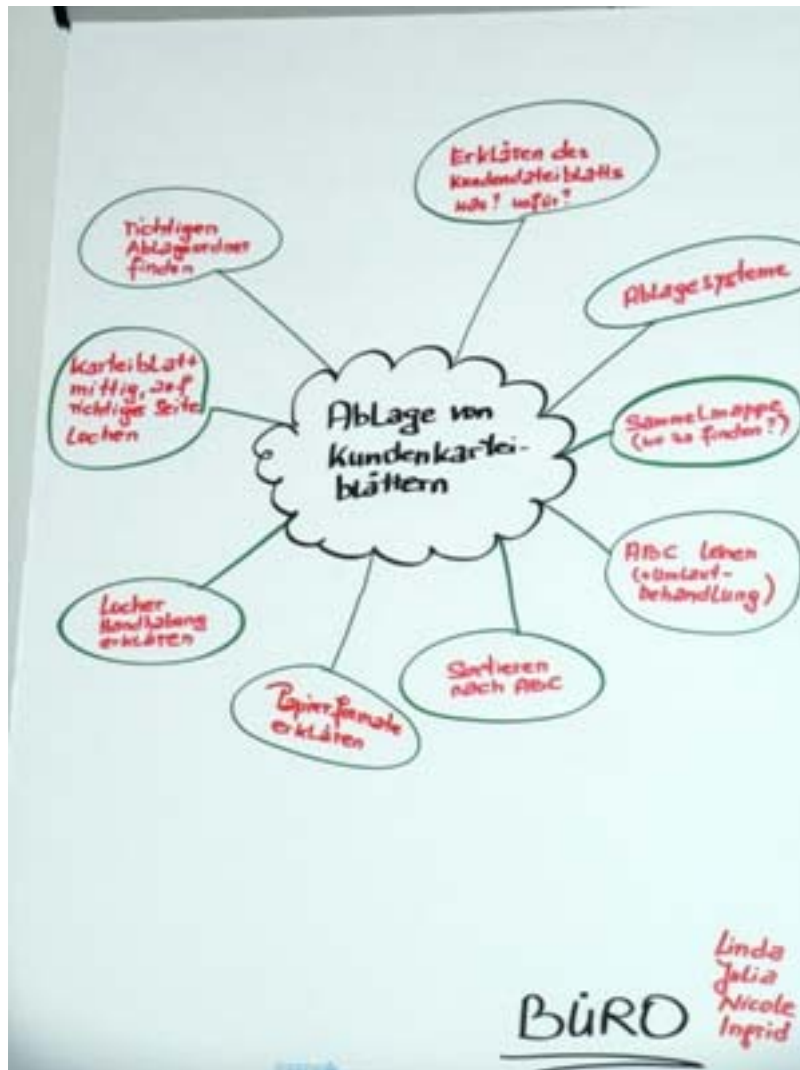 Ablage von
Kundenkartei-
blättern
Erklären des
Kundendateiblatts
was? wofür?
Ablagesysteme
Sammelmappe
(wo zu finden?)
ABC lehen
(+Umlaut-
behandlung)
Sortieren
nach ABC
Papierformate
erklären
Locher
Handhabung
erklären
Karteiblatt
mittig, auf
richtige Seite
Lochen
richtigen
Ablageordner
finden
BÜRO
Linda
Julia
Nicole
Ingrid